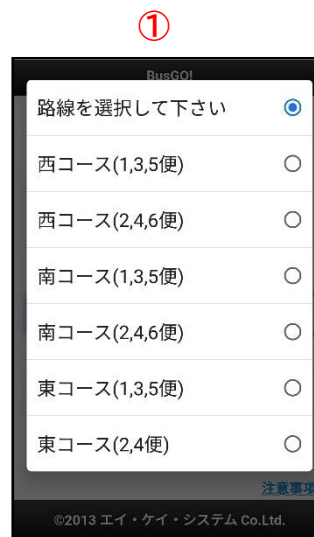 ①
BusGO!
路線を選択して下さい
西コース(1,3,5便)
西コース(2,4,6便)
南コース(1,3,5便)
南コース(2,4,6便)
東コース(1,3,5便)
東コース(2,4便)
注意事項
©2013 エイ・ケイ・システム Co.Ltd.